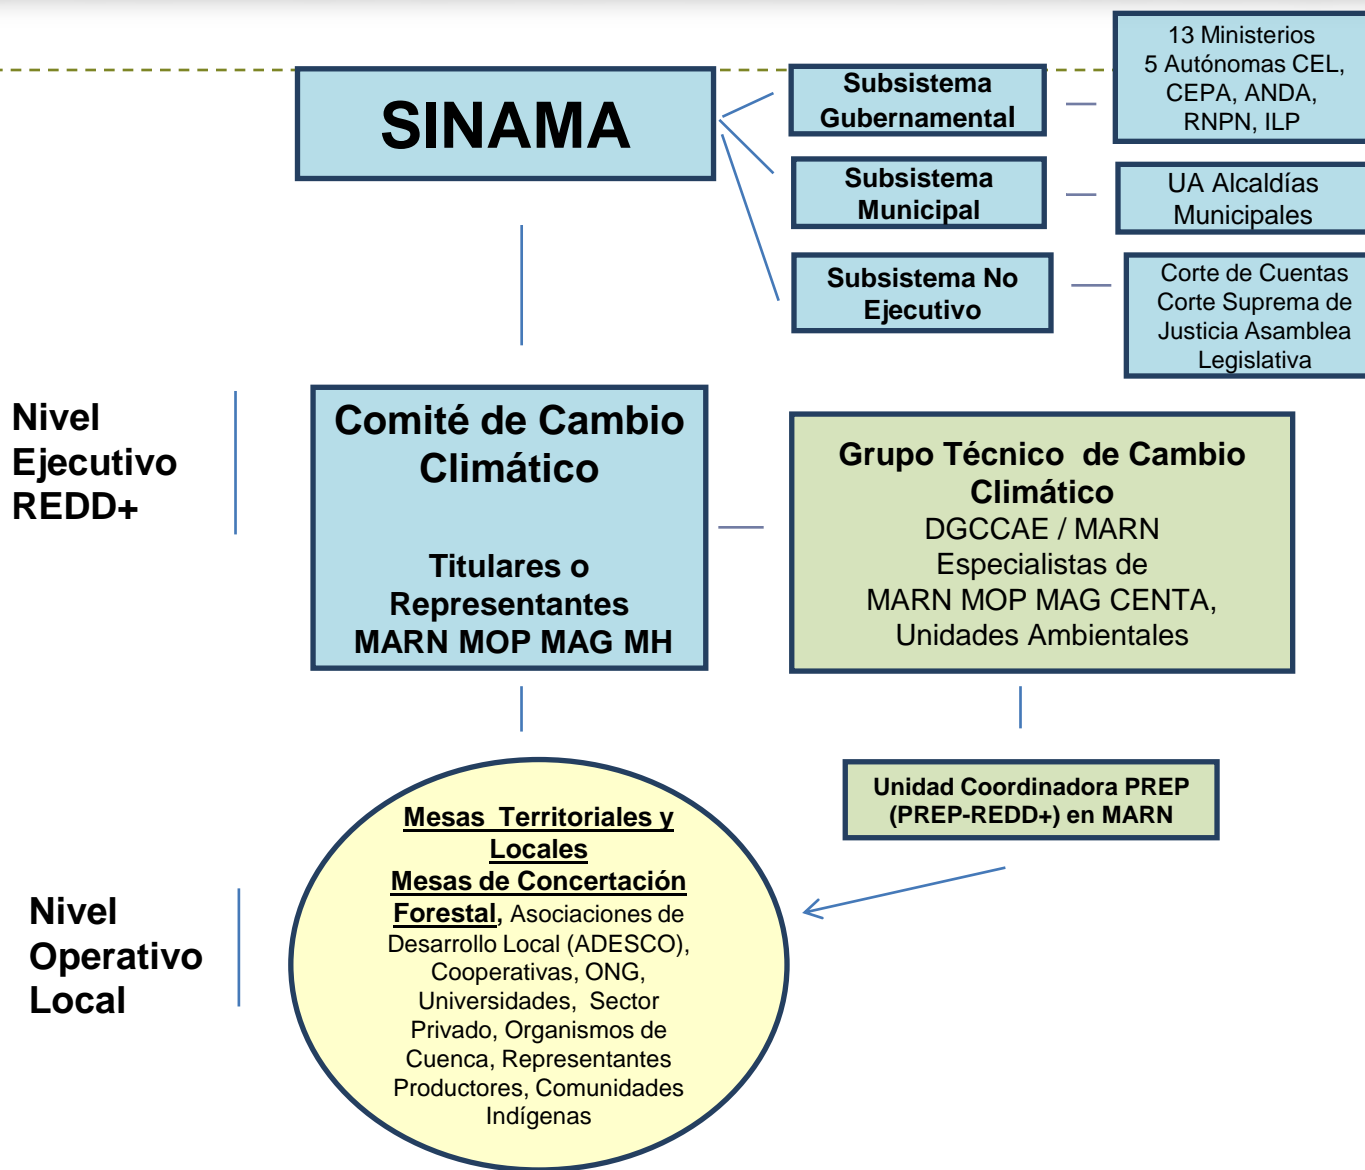 SINAMA
Subsistema
Gubernamental
13 Ministerios
5 Autónomas CEL,
CEPA, ANDA,
RNPN, ILP
Subsistema
Municipal
UA Alcaldías
Municipales
Subsistema No
Ejecutivo
Corte de Cuentas
Corte Suprema de
Justicia Asamblea
Legislativa
Nivel
Ejecutivo
REDD+
Comité de Cambio
Climático
Titulares o
Representantes
MARN MOP MAG MH
Grupo Técnico de Cambio
Climático
DGCCAE / MARN
Especialistas de
MARN MOP MAG CENTA,
Unidades Ambientales
Unidad Coordinadora PREP
(PREP-REDD+) en MARN
Nivel
Operativo
Local
Mesas Territoriales y
Locales
Mesas de Concertación
Forestal, Asociaciones de
Desarrollo Local (ADESCO),
Cooperativas, ONG,
Universidades, Sector
Privado, Organismos de
Cuenca, Representantes
Productores, Comunidades
Indígenas